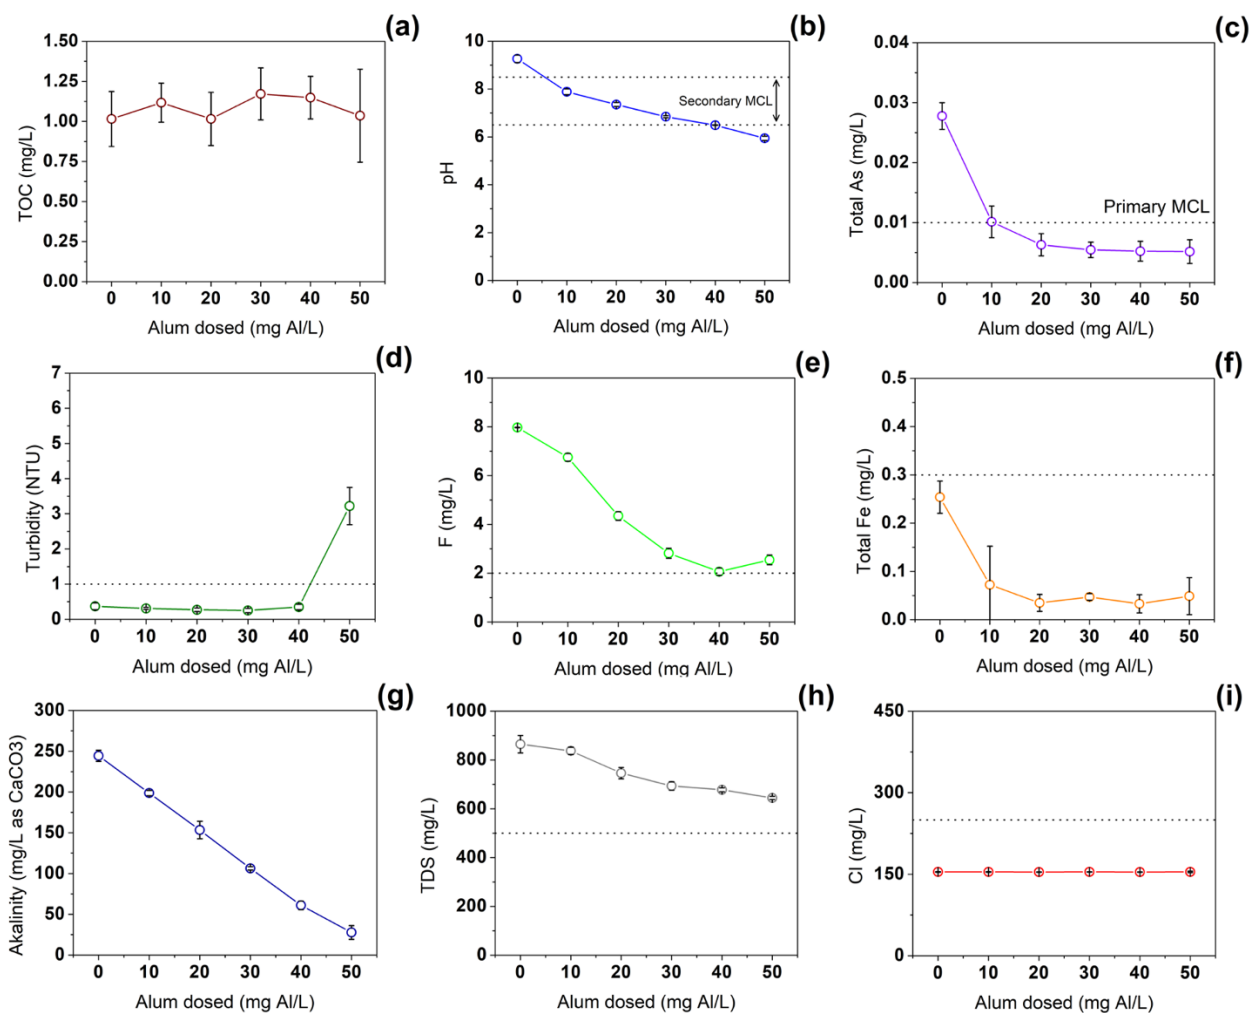 (a)
1.50
1.25
1.00
0.75
0.50
0.25
0.00
TOC (mg/L)
0 10 20 30 40 50
Alum dosed (mg Al/L)
(b)
10
8
6
4
2
0
pH
Secondary MCL
0 10 20 30 40 50
Alum dosed (mg Al/L)
(c)
0.04
0.03
0.02
0.01
0.00
Total As (mg/L)
Primary MCL
0 10 20 30 40 50
Alum dosed (mg Al/L)
(d)
7
6
5
4
3
2
1
0
Turbidity (NTU)
0 10 20 30 40 50
Alum dosed (mg Al/L)
(e)
10
8
6
4
2
0
F (mg/L)
0 10 20 30 40 50
Alum dosed (mg Al/L)
(f)
0.5
0.4
0.3
0.2
0.1
0.0
Total Fe (mg/L)
0 10 20 30 40 50
Alum dosed (mg Al/L)
(g)
300
250
200
150
100
50
0
Akalinity (mg/L as CaCO3)
0 10 20 30 40 50
Alum dosed (mg Al/L)
(h)
1000
800
600
400
200
0
TDS (mg/L)
0 10 20 30 40 50
Alum dosed (mg Al/L)
(i)
450
300
150
0
Cl (mg/L)
0 10 20 30 40 50
Alum dosed (mg Al/L)